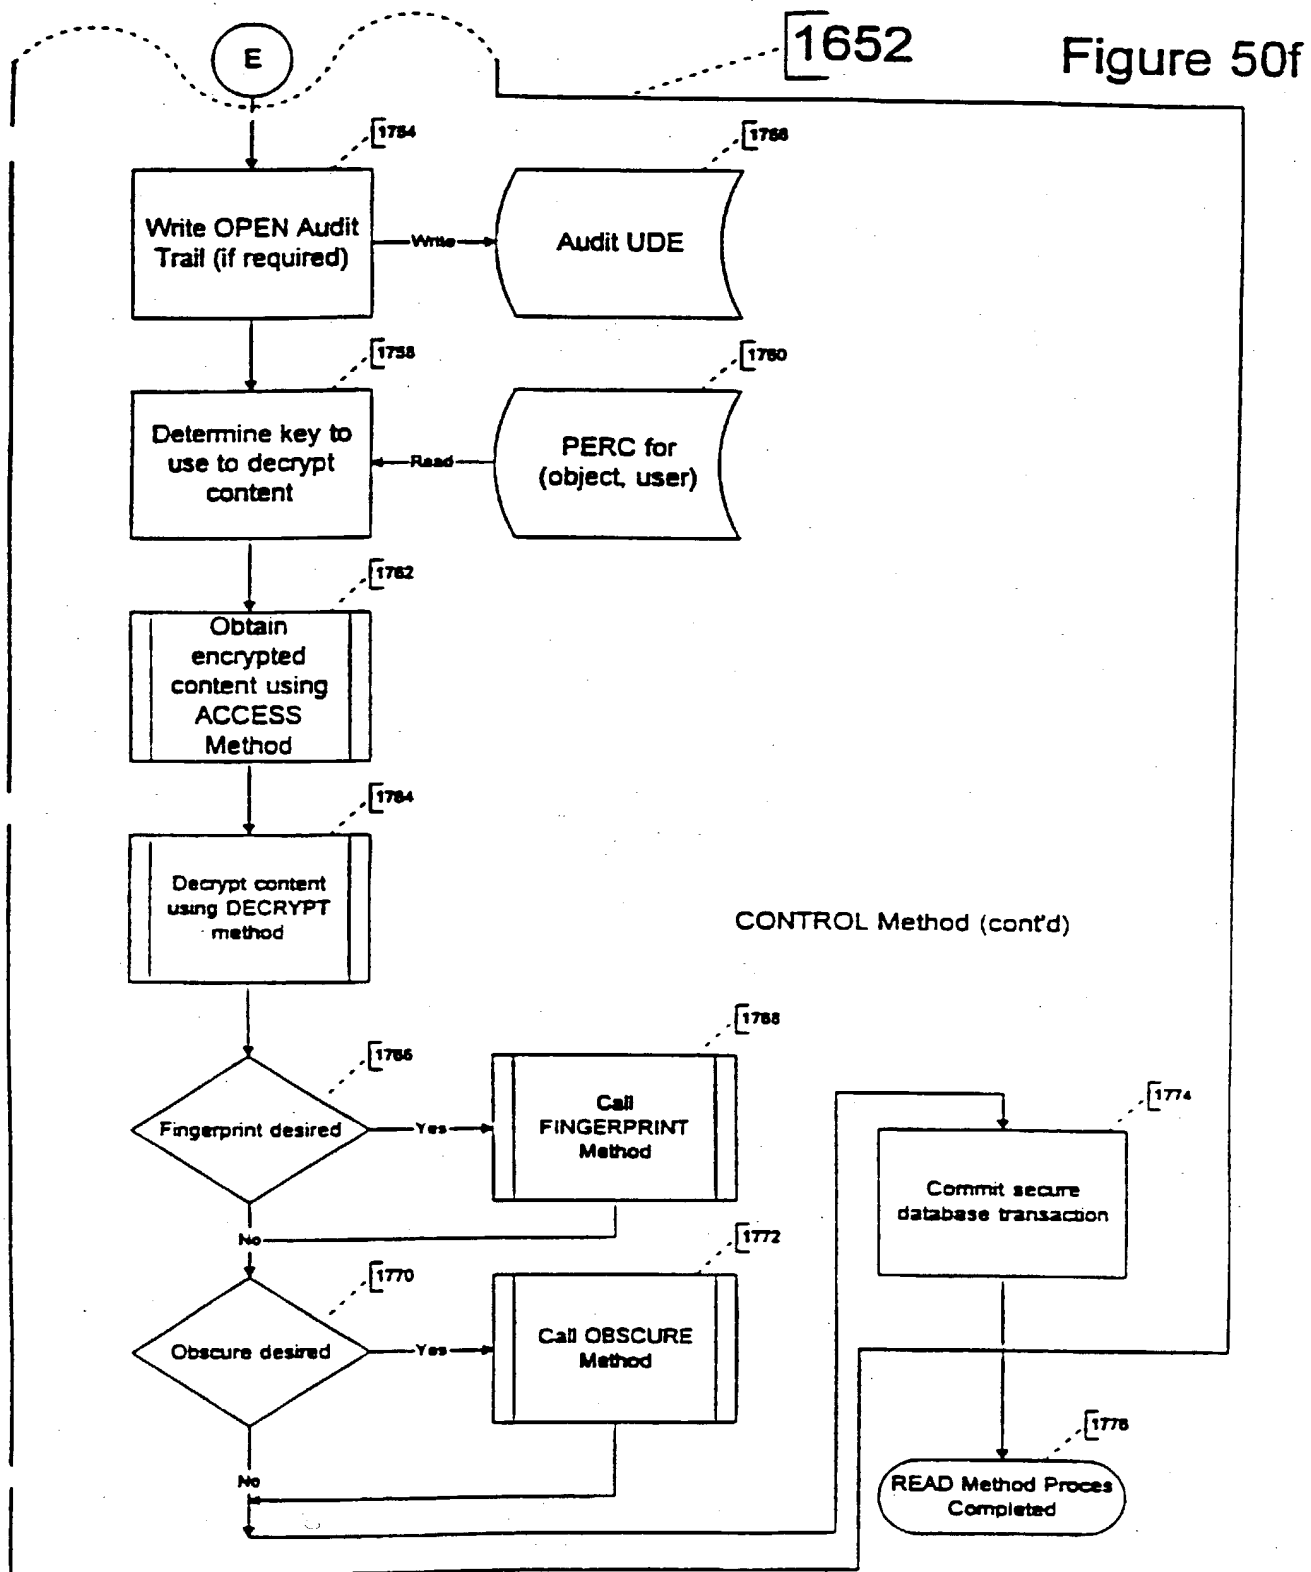 E
1652
Figure 50f
1754
1756
Write OPEN Audit
Trail (if required)
Write
Audit UDE
1758
1760
Determine key to
use to decrypt
content
Read
PERC for
(object, user)
1762
Obtain
encrypted
content using
ACCESS
Method
1764
Decrypt content
using DECRYPT
method
CONTROL Method (cont'd)
1766
1768
Fingerprint desired
Yes
Call
FINGERPRINT
Method
1774
Commit secure
database transaction
No
1770
1772
Obscure desired
Yes
Call OBSCURE
Method
No
1776
READ Method Proces
Completed